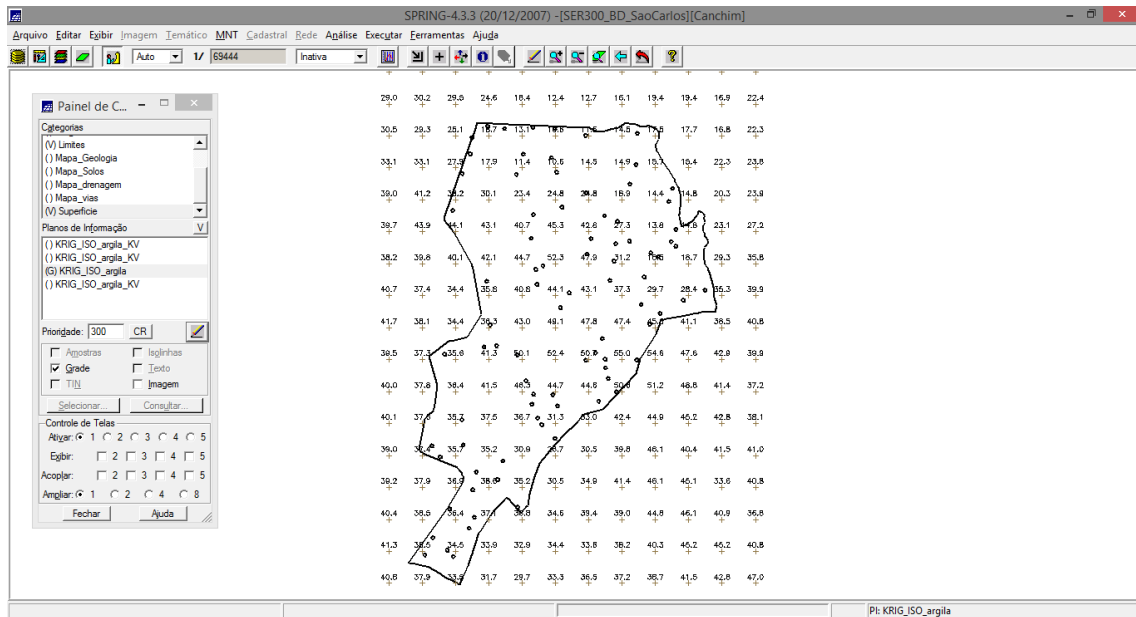 SPRING-4.3.3 (20/12/2007) -[SER300_BD_SaoCarlos][Canchim]
Arquivo Editar Exibir Imagem Temático MNT Cadastral Rede Análise Executar Ferramentas Ajuda
Auto 1/ 69444 Inativa
Painel de C...
Categorias
(V) Limites
( ) Mapa_Geologia
( ) Mapa_Solos
( ) Mapa_drenagem
( ) Mapa_vias
(V) Superficie
Planos de Informação V
( ) KRIG_ISO_argila_KV
( ) KRIG_ISO_argila_KV
(G) KRIG_ISO_argila
( ) KRIG_ISO_argila_KV
Prioridade: 300 CR
Amostras Isolinhas
Grade Texto
TIN Imagem
Selecionar... Consultar...
Controle de Telas
Ativar: 1 2 3 4 5
Exibir: 2 3 4 5
Acoplar: 2 3 4 5
Ampliar: 1 2 4 8
Fechar Ajuda
29.0 30.2 29.8 24.6 18.4 12.4 12.7 16.1 19.4 19.4 16.9 22.4
30.5 29.3 25.1 13.1 17.7 16.8 22.3
33.1 33.1 27.9 17.9 11.4 14.5 14.9 15.7 15.4 22.3 23.8
39.0 41.2 30.1 23.4 24.8 18.9 14.4 14.8 20.3 23.9
39.7 43.9 44.1 43.1 40.7 45.3 42.6 27.3 13.8 23.1 27.2
38.2 39.8 40.1 42.1 44.7 52.3 47.9 31.2 18.7 29.3 35.8
40.7 37.4 34.4 35.8 40.8 44.1 43.1 37.3 29.7 28.4 35.3 39.9
41.7 38.1 34.4 36.3 43.0 49.1 47.8 47.4 41.1 38.5 40.8
39.5 37.3 35.6 41.3 50.1 52.4 50.7 55.0 54.6 47.6 42.9 39.9
40.0 37.8 38.4 41.5 46.3 44.7 44.6 51.2 48.8 41.4 37.2
40.1 35.7 37.5 36.7 31.3 33.0 42.4 44.9 45.2 42.8 38.1
39.0 37.4 35.7 35.2 30.9 30.5 39.8 46.1 40.4 41.5 41.0
39.2 37.9 36.9 38.6 35.2 30.5 34.9 41.4 46.1 45.1 33.6 40.8
40.4 38.5 36.4 37.1 34.6 39.4 39.0 44.8 46.1 40.9 36.8
41.3 34.5 33.9 32.9 34.4 33.8 38.2 40.3 45.2 45.2 40.8
40.8 37.9 33.6 31.7 29.7 33.3 36.5 37.2 38.7 41.5 42.8 47.0
PI: KRIG_ISO_argila